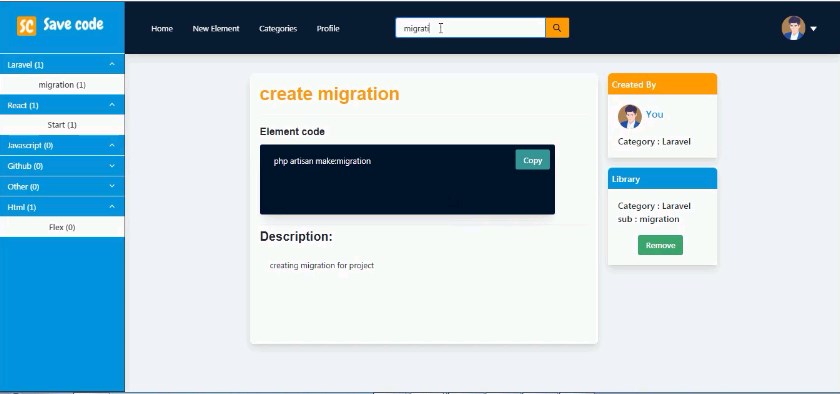 SC Save code
Home New Element Categories Profile
migrati
Laravel (1)
migration (1)
React (1)
Start (1)
Javascript (0)
Github (0)
Other (0)
Html (1)
Flex (0)
create migration
Element code
php artisan make:migration
Copy
Description:
creating migration for project
Created By
You
Category : Laravel
Library
Category : Laravel
sub : migration
Remove